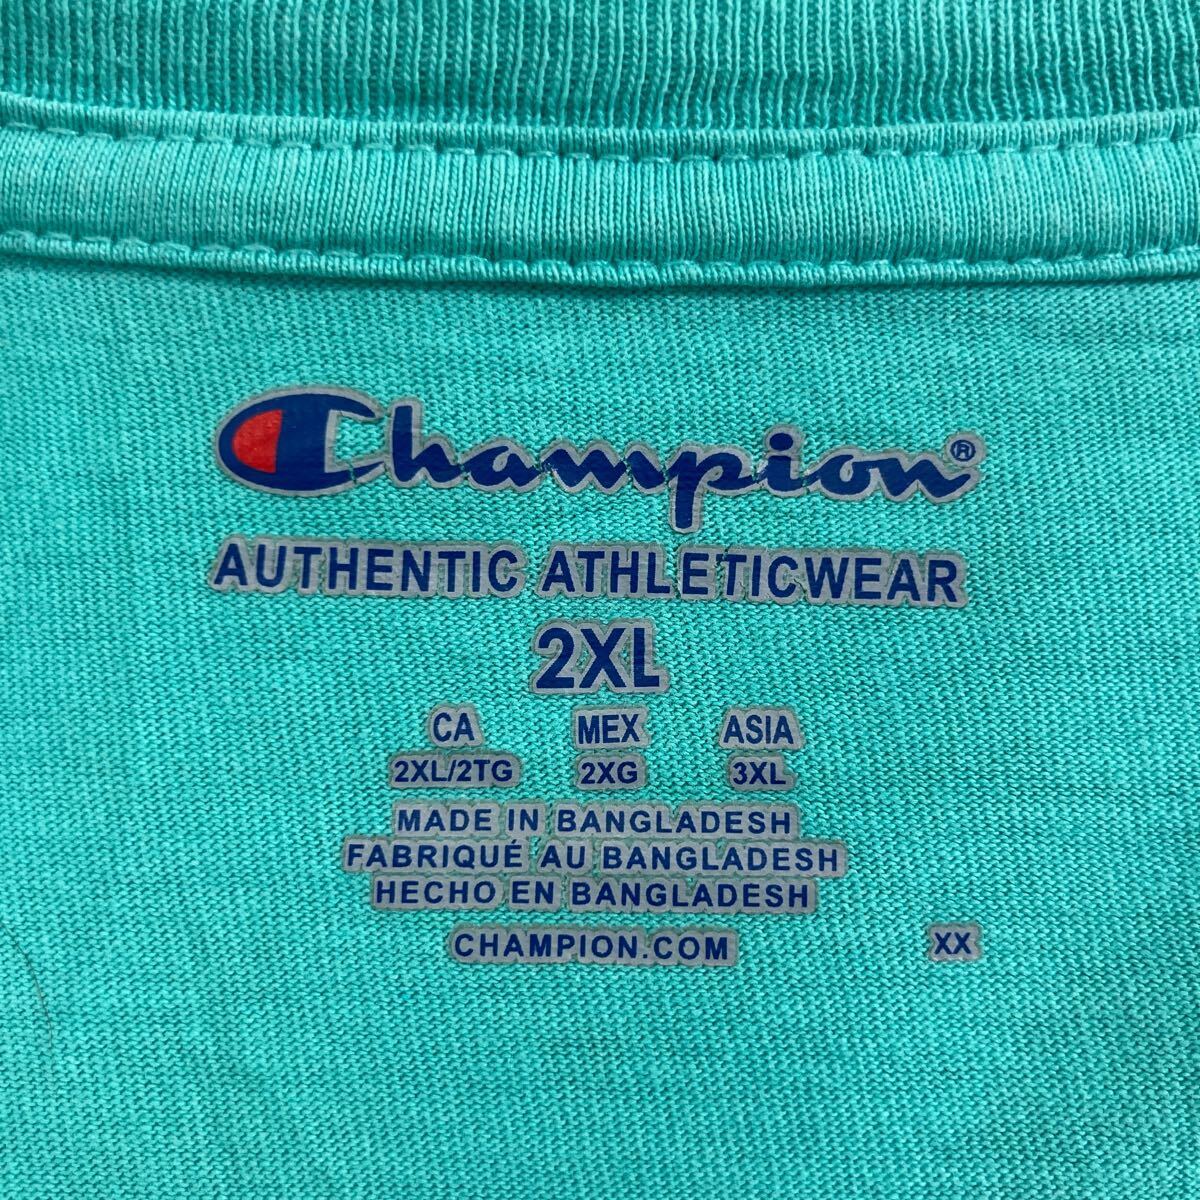 Champion®
AUTHENTIC ATHLETICWEAR
2XL
CA MEX ASIA
2XL/2TG 2XG 3XL
MADE IN BANGLADESH
FABRIQUÉ AU BANGLADESH
HECHO EN BANGLADESH
CHAMPION.COM XX